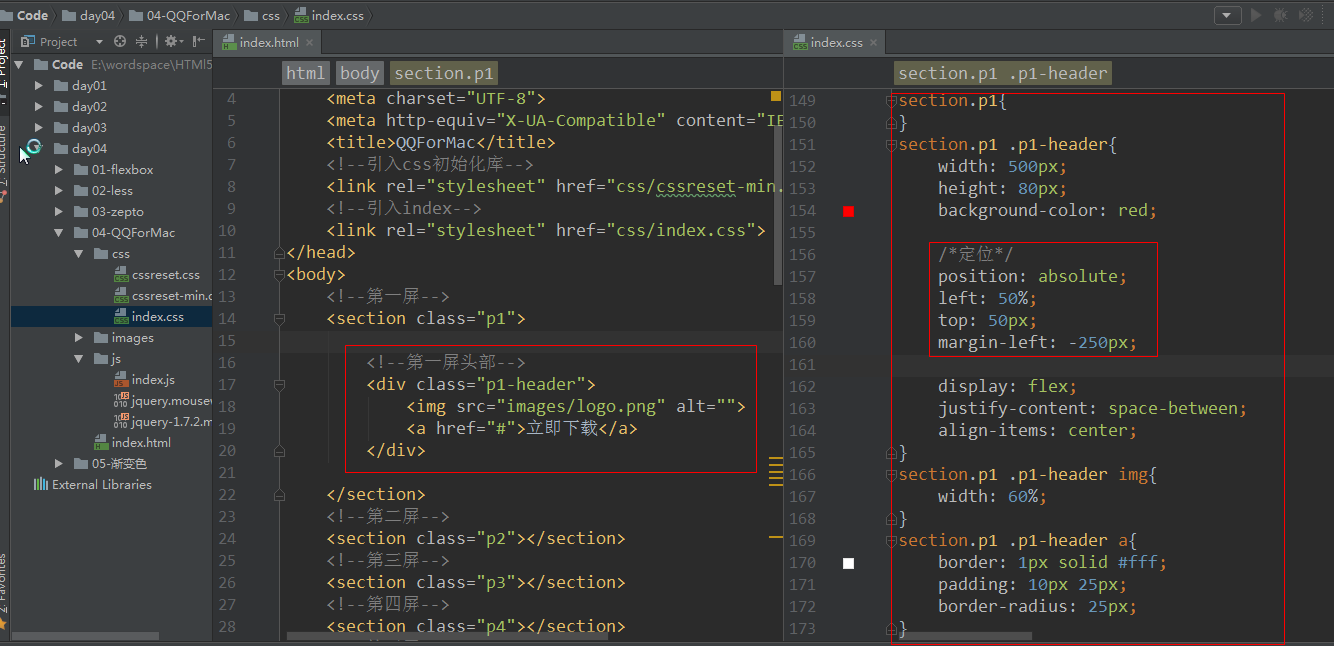 Code day04 04-QQForMac css index.css
1: Project
Project
index.html
index.css
html body section.p1
section.p1 .p1-header
Code E:\wordspace\HTMl5
day01
day02
day03
day04
01-flexbox
02-less
03-zepto
04-QQForMac
css
cssreset.css
cssreset-min.c
index.css
images
js
index.js
jquery.mousew
jquery-1.7.2.m
index.html
05-渐变色
External Libraries
Structure
2: Favorites
4 <meta charset="UTF-8">
5 <meta http-equiv="X-UA-Compatible" content="IE
6 <title>QQForMac</title>
7 <!--引入css初始化库-->
8 <link rel="stylesheet" href="css/cssreset-min.
9 <!--引入index-->
10 <link rel="stylesheet" href="css/index.css">
11 </head>
12 <body>
13 <!--第一屏-->
14 <section class="p1">
15
16 <!--第一屏头部-->
17 <div class="p1-header">
18 <img src="images/logo.png" alt="">
19 <a href="#">立即下载</a>
20 </div>
21
22 </section>
23 <!--第二屏-->
24 <section class="p2"></section>
25 <!--第三屏-->
26 <section class="p3"></section>
27 <!--第四屏-->
28 <section class="p4"></section>
149 section.p1{
150 }
151 section.p1 .p1-header{
152 width: 500px;
153 height: 80px;
154 background-color: red;
155
156 /*定位*/
157 position: absolute;
158 left: 50%;
159 top: 50px;
160 margin-left: -250px;
161
162 display: flex;
163 justify-content: space-between;
164 align-items: center;
165 }
166 section.p1 .p1-header img{
167 width: 60%;
168 }
169 section.p1 .p1-header a{
170 border: 1px solid #fff;
171 padding: 10px 25px;
172 border-radius: 25px;
173 }